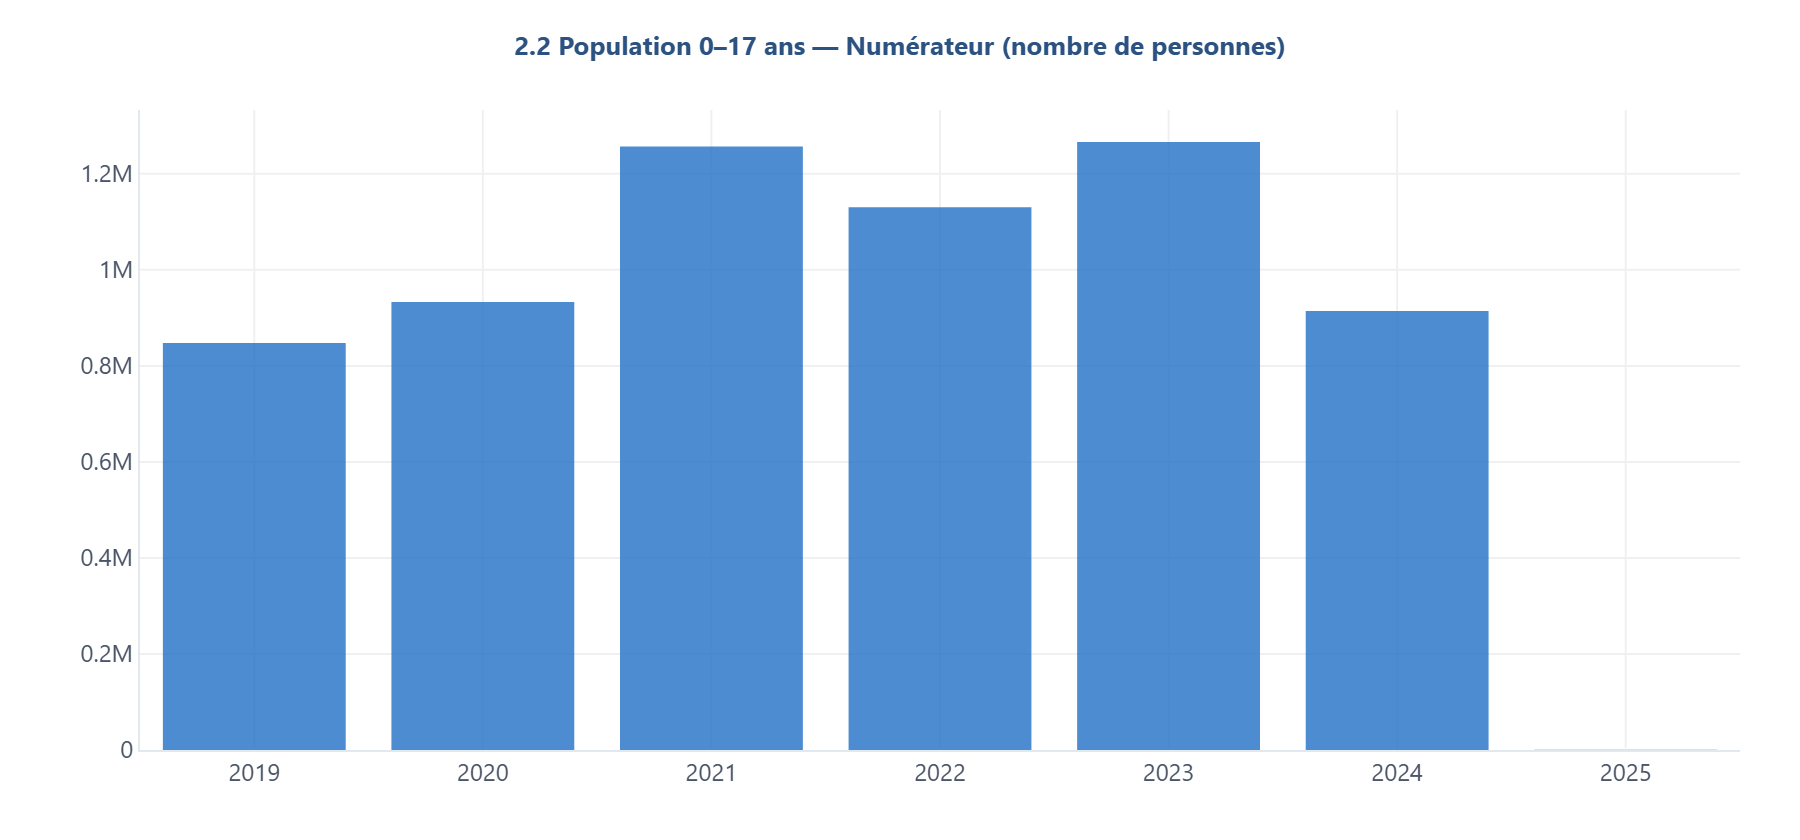 2.2 Population 0–17 ans — Numérateur (nombre de personnes)
1.2M
1M
0.8M
0.6M
0.4M
0.2M
0
2019 2020 2021 2022 2023 2024 2025